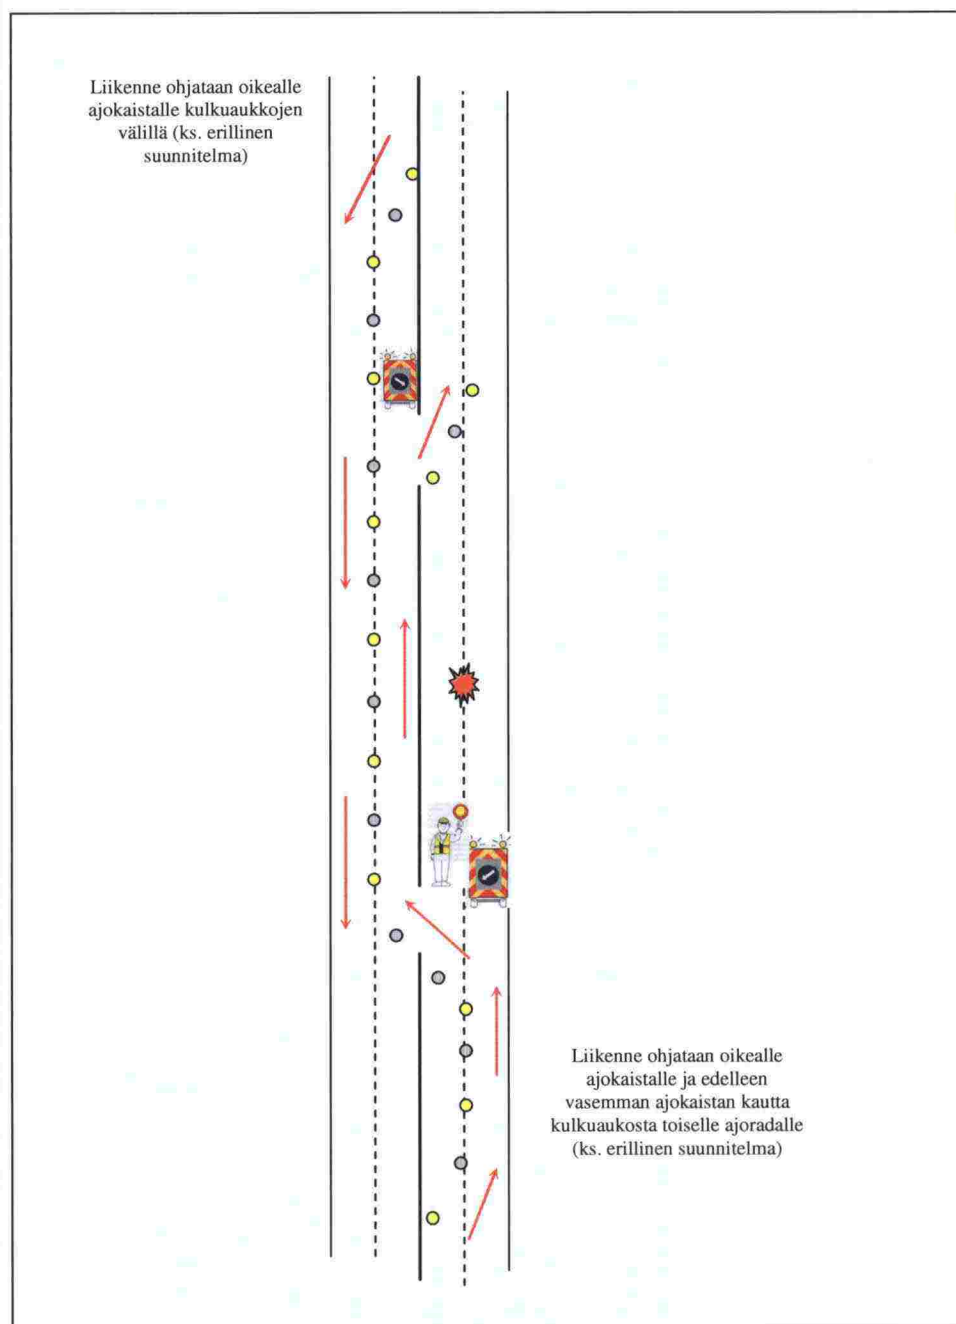 Liikenne ohjataan oikealle
ajokaistalle kulkuaukkojen
välillä (ks. erillinen
suunnitelma)
Liikenne ohjataan oikealle
ajokaistalle ja edelleen
vasemman ajokaistan kautta
kulkuaukosta toiselle ajoradalle
(ks. erillinen suunnitelma)